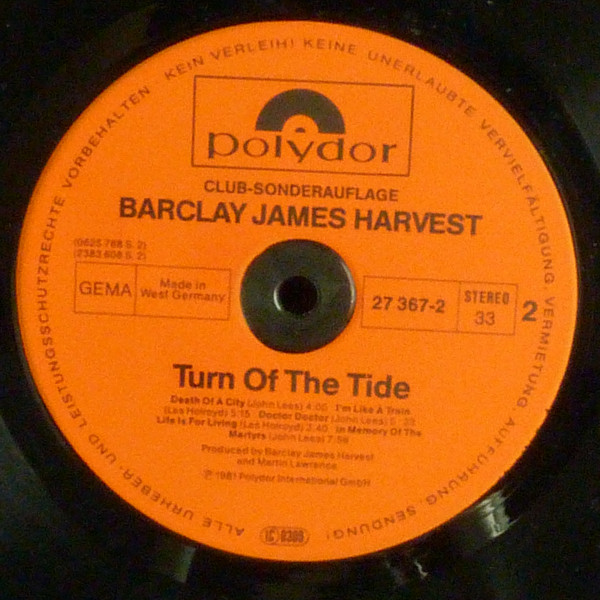 ALLE URHEBER- UND LEISTUNGSSCHUTZRECHTE VORBEHALTEN KEIN VERLEIH! KEINE UNERLAUBTE VERVIELFÄLTIGUNG VERMIETUNG AUFFÜHRUNG SENDUNG!
polydor
CLUB-SONDERAUFLAGE
BARCLAY JAMES HARVEST
(0625 788 S. 2)
(2383 608 S. 2)
GEMA
Made in
West Germany
27 367-2
STEREO
33
2
Turn Of The Tide
Death Of A City (John Lees) 4:00 I'm Like A Train
(Les Holroyd) 5:15 Doctor Doctor (John Lees)
Life Is For Living (Les Holroyd) 3:40 In Memory Of The
Martyrs (John Lees) 7:56
Produced by Barclay James Harvest
and Martin Lawrence
℗ 1981 Polydor International GmbH
LC 0309